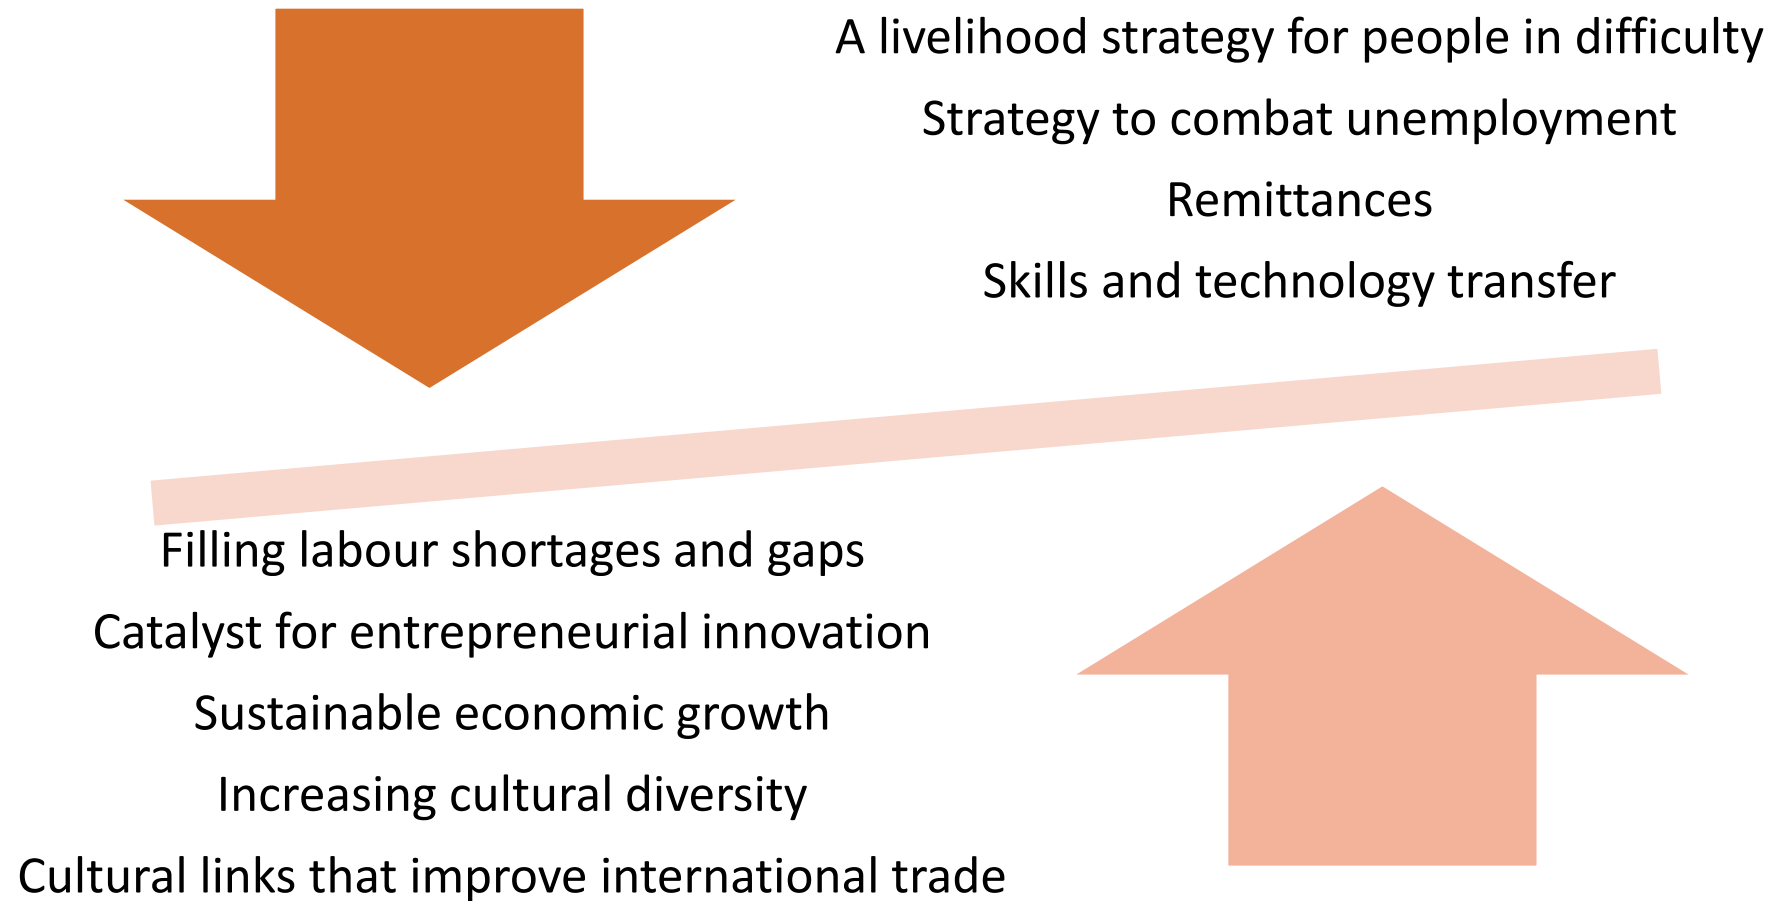 A livelihood strategy for people in difficulty
Strategy to combat unemployment
Remittances
Skills and technology transfer
Filling labour shortages and gaps
Catalyst for entrepreneurial innovation
Sustainable economic growth
Increasing cultural diversity
Cultural links that improve international trade